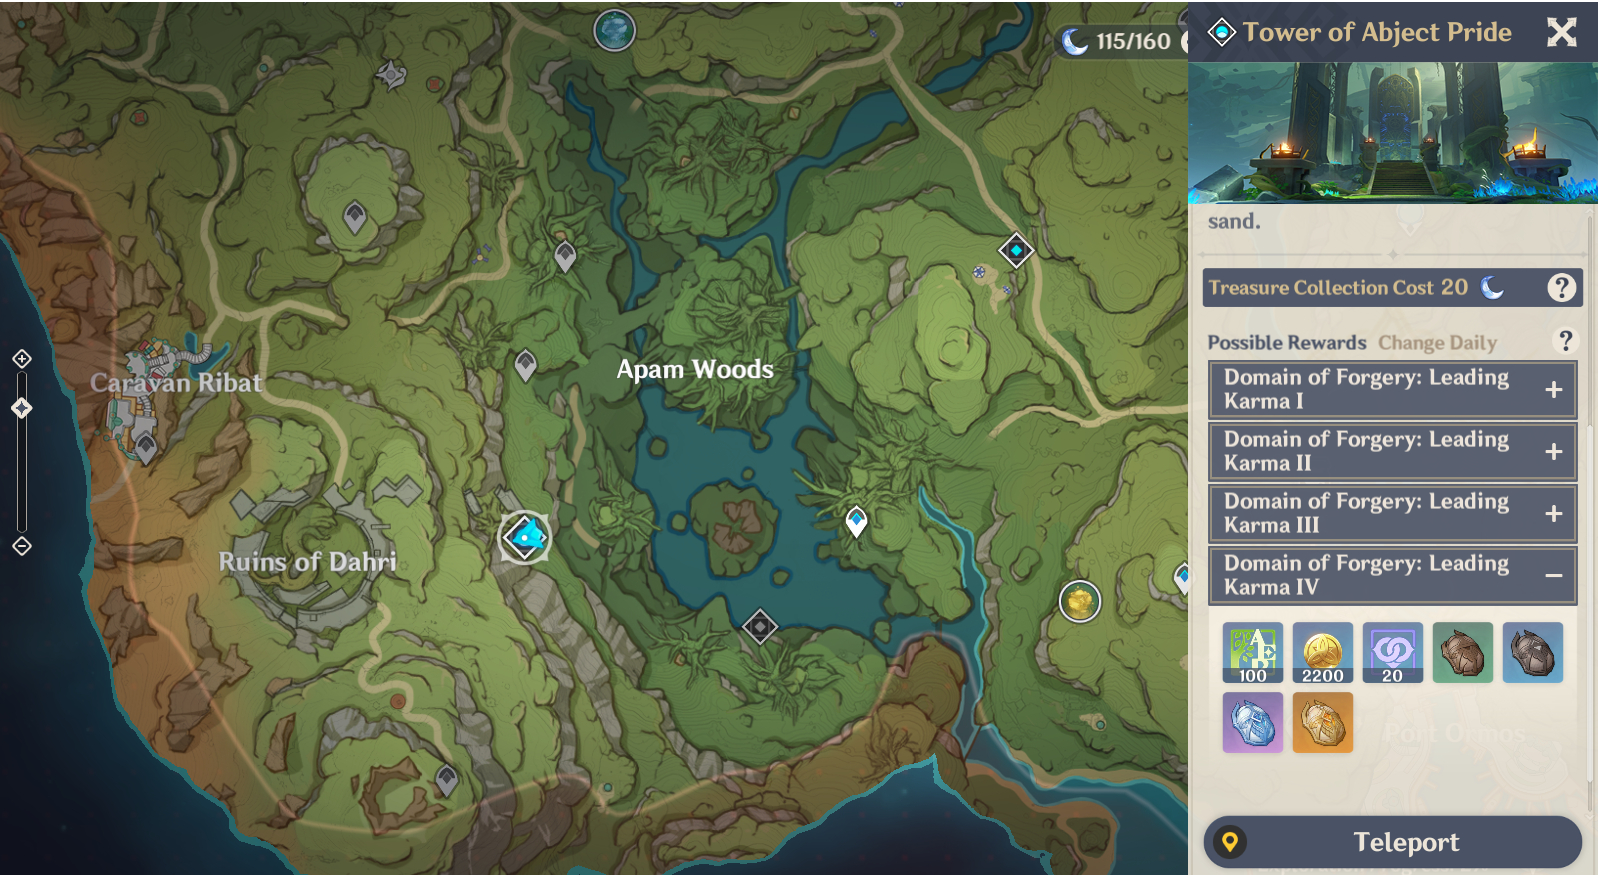 115/160
Caravan Ribat
Apam Woods
Ruins of Dahri
Tower of Abject Pride
sand.
Treasure Collection Cost 20
?
Possible Rewards Change Daily ?
Domain of Forgery: Leading
Karma I
Domain of Forgery: Leading
Karma II
Domain of Forgery: Leading
Karma III
Domain of Forgery: Leading
Karma IV
100
2200
20
Port Ormos
Teleport